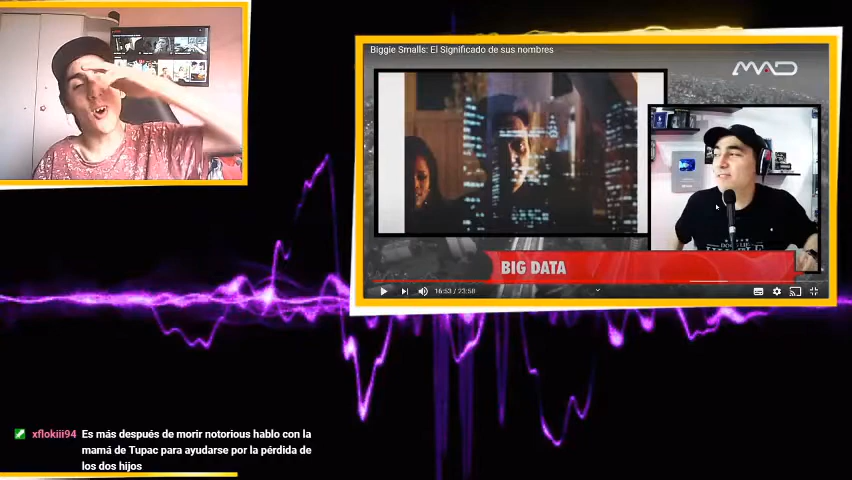 Biggie Smalls: El Significado de sus nombres
MAD
BIG DATA
16:53 / 23:58
xflokiii94 Es más después de morir notorious hablo con la
mamá de Tupac para ayudarse por la pérdida de
los dos hijos